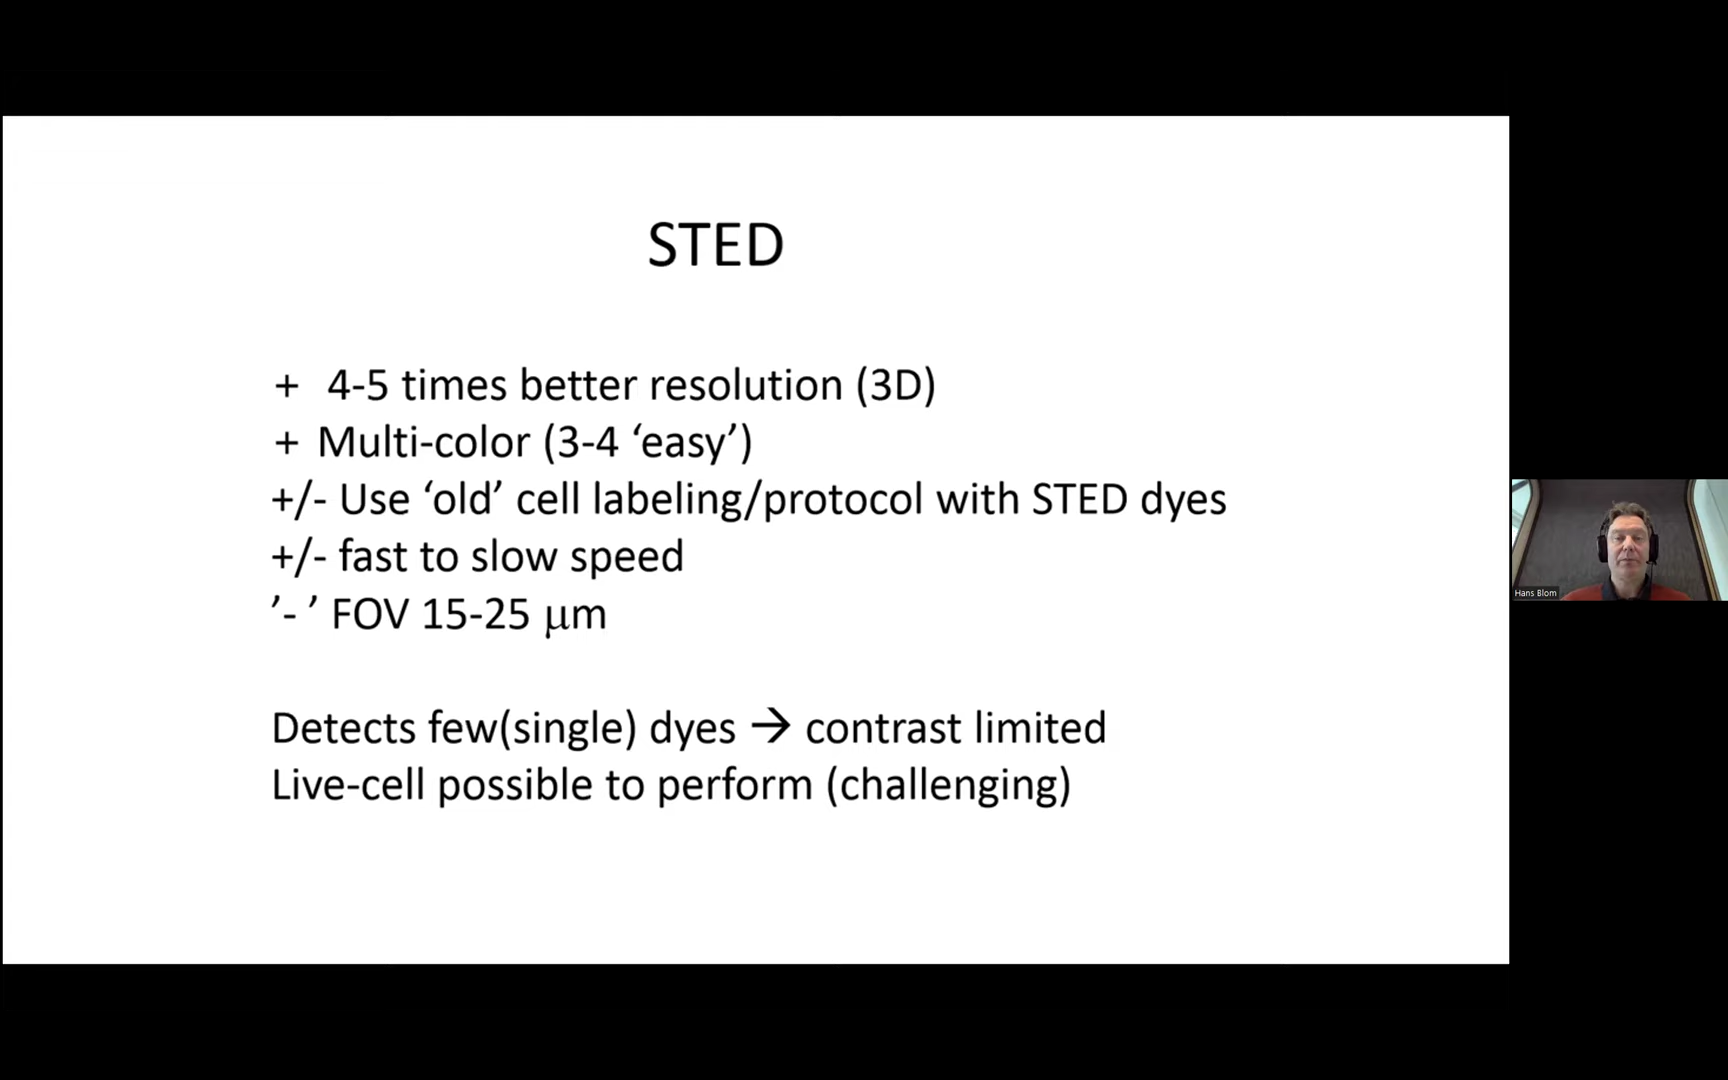 STED
+ 4-5 times better resolution (3D)
+ Multi-color (3-4 ‘easy’)
+/- Use ‘old’ cell labeling/protocol with STED dyes
+/- fast to slow speed
’- ’ FOV 15-25 μm
Detects few(single) dyes → contrast limited
Live-cell possible to perform (challenging)
Hans Blom